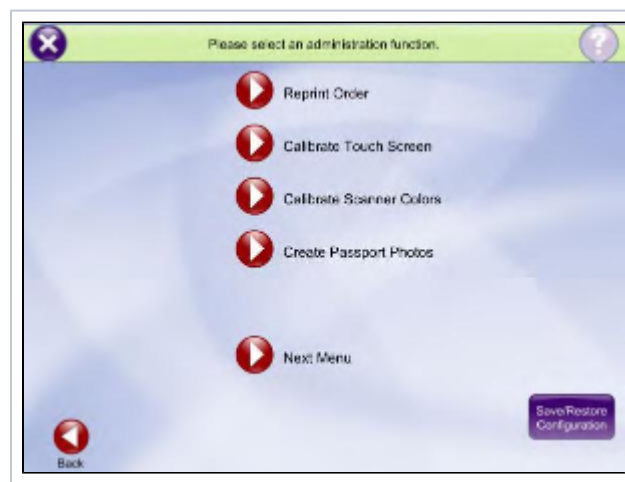 Please select an administration function.
?
Reprint Order
Calibrate Touch Screen
Calibrate Scanner Colors
Create Passport Photos
Next Menu
Save/Restore
Configuration
Back